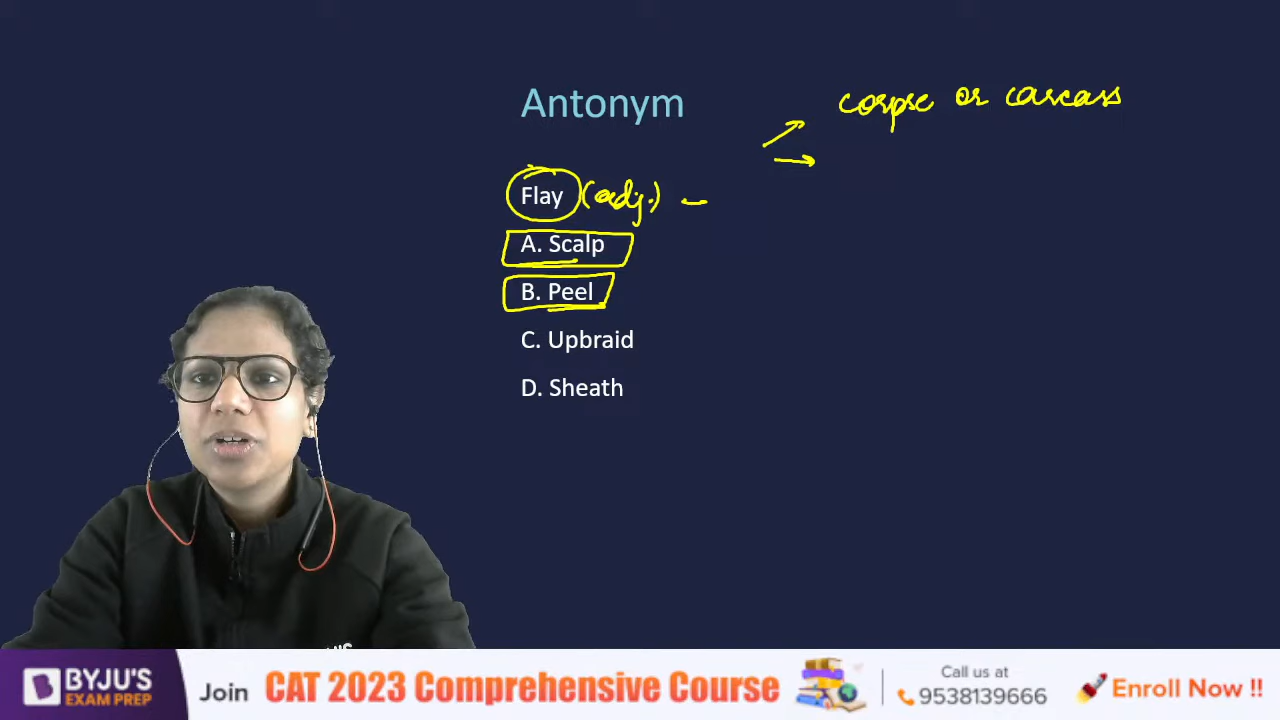 Antonym
corpse or carcass
Flay (adj.) -
A. Scalp
B. Peel
C. Upbraid
D. Sheath
BYJU'S
EXAM PREP
Join CAT 2023 Comprehensive Course
Call us at
9538139666
Enroll Now !!